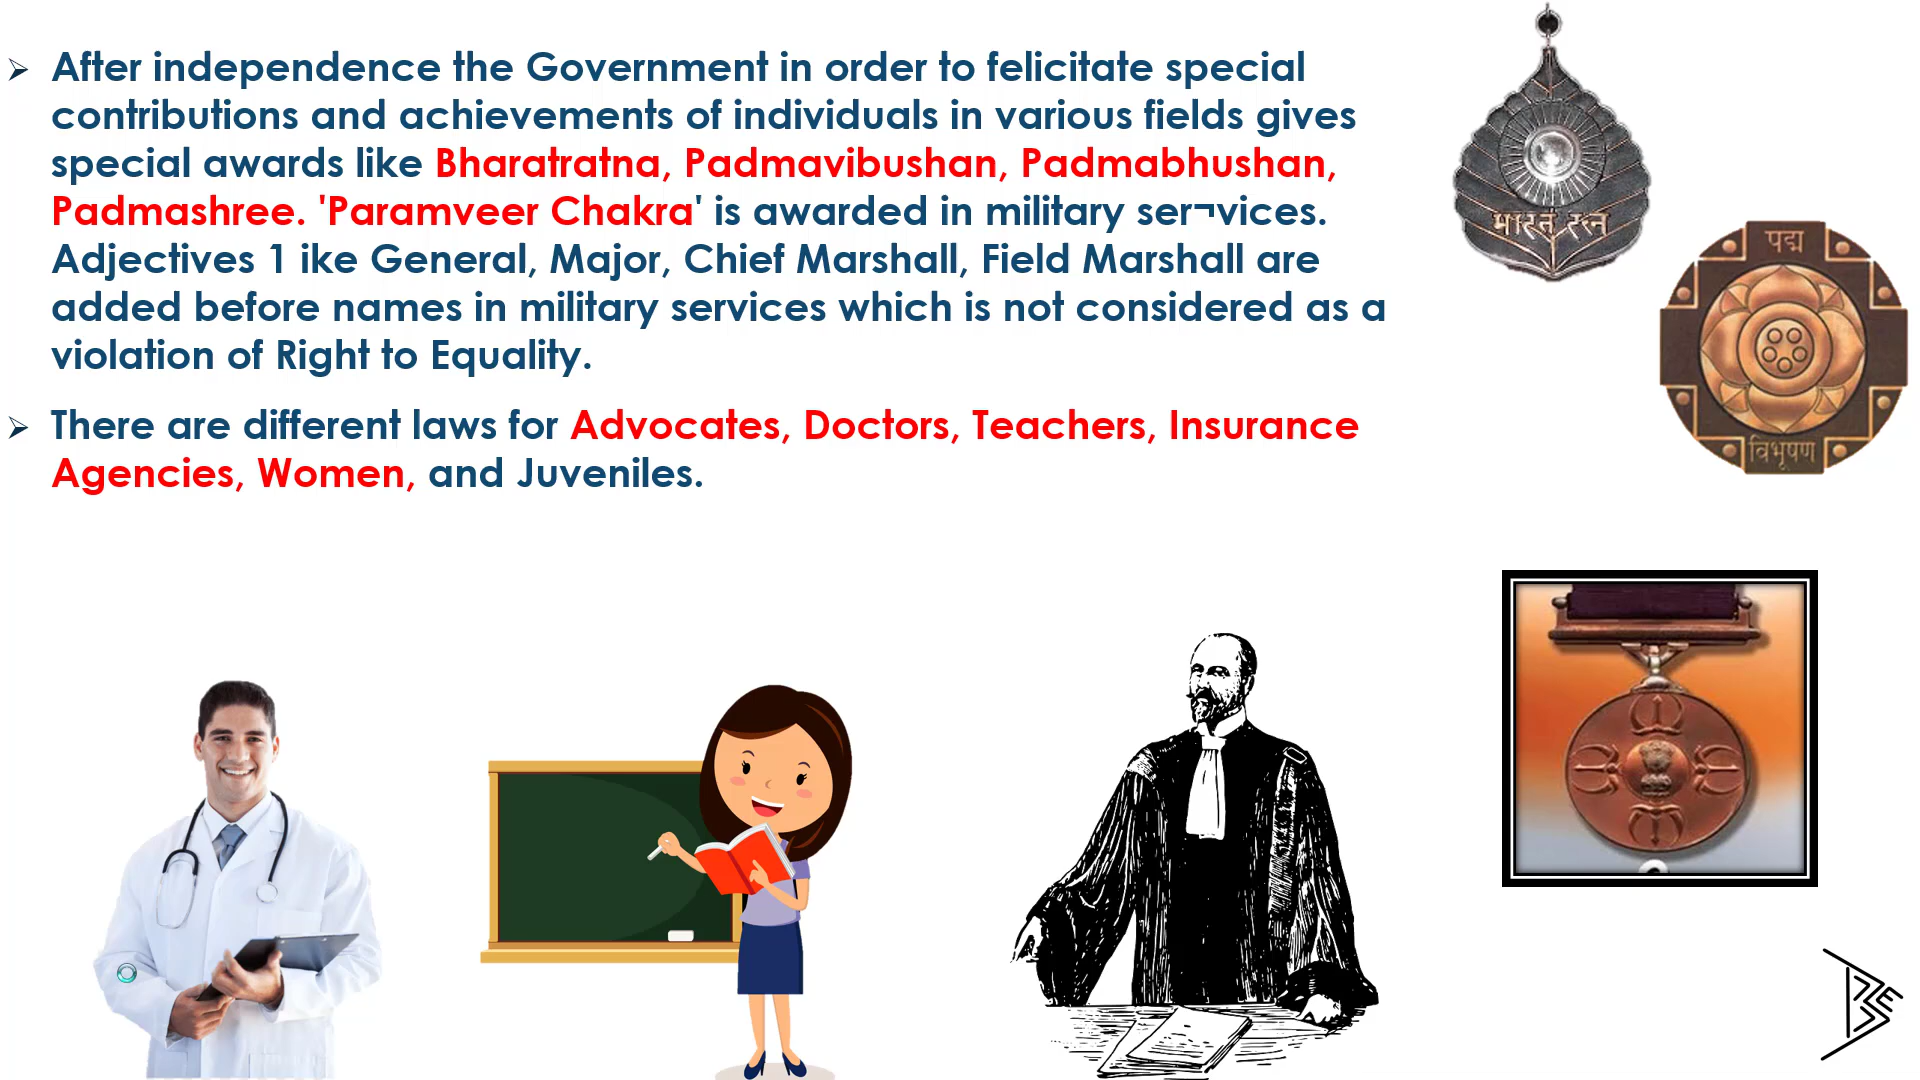 ➢ After independence the Government in order to felicitate special
contributions and achievements of individuals in various fields gives
special awards like Bharatratna, Padmavibushan, Padmabhushan,
Padmashree. 'Paramveer Chakra' is awarded in military ser¬vices.
Adjectives 1 ike General, Major, Chief Marshall, Field Marshall are
added before names in military services which is not considered as a
violation of Right to Equality.
➢ There are different laws for Advocates, Doctors, Teachers, Insurance
Agencies, Women, and Juveniles.
भारत रत्न
पद्म
विभूषण